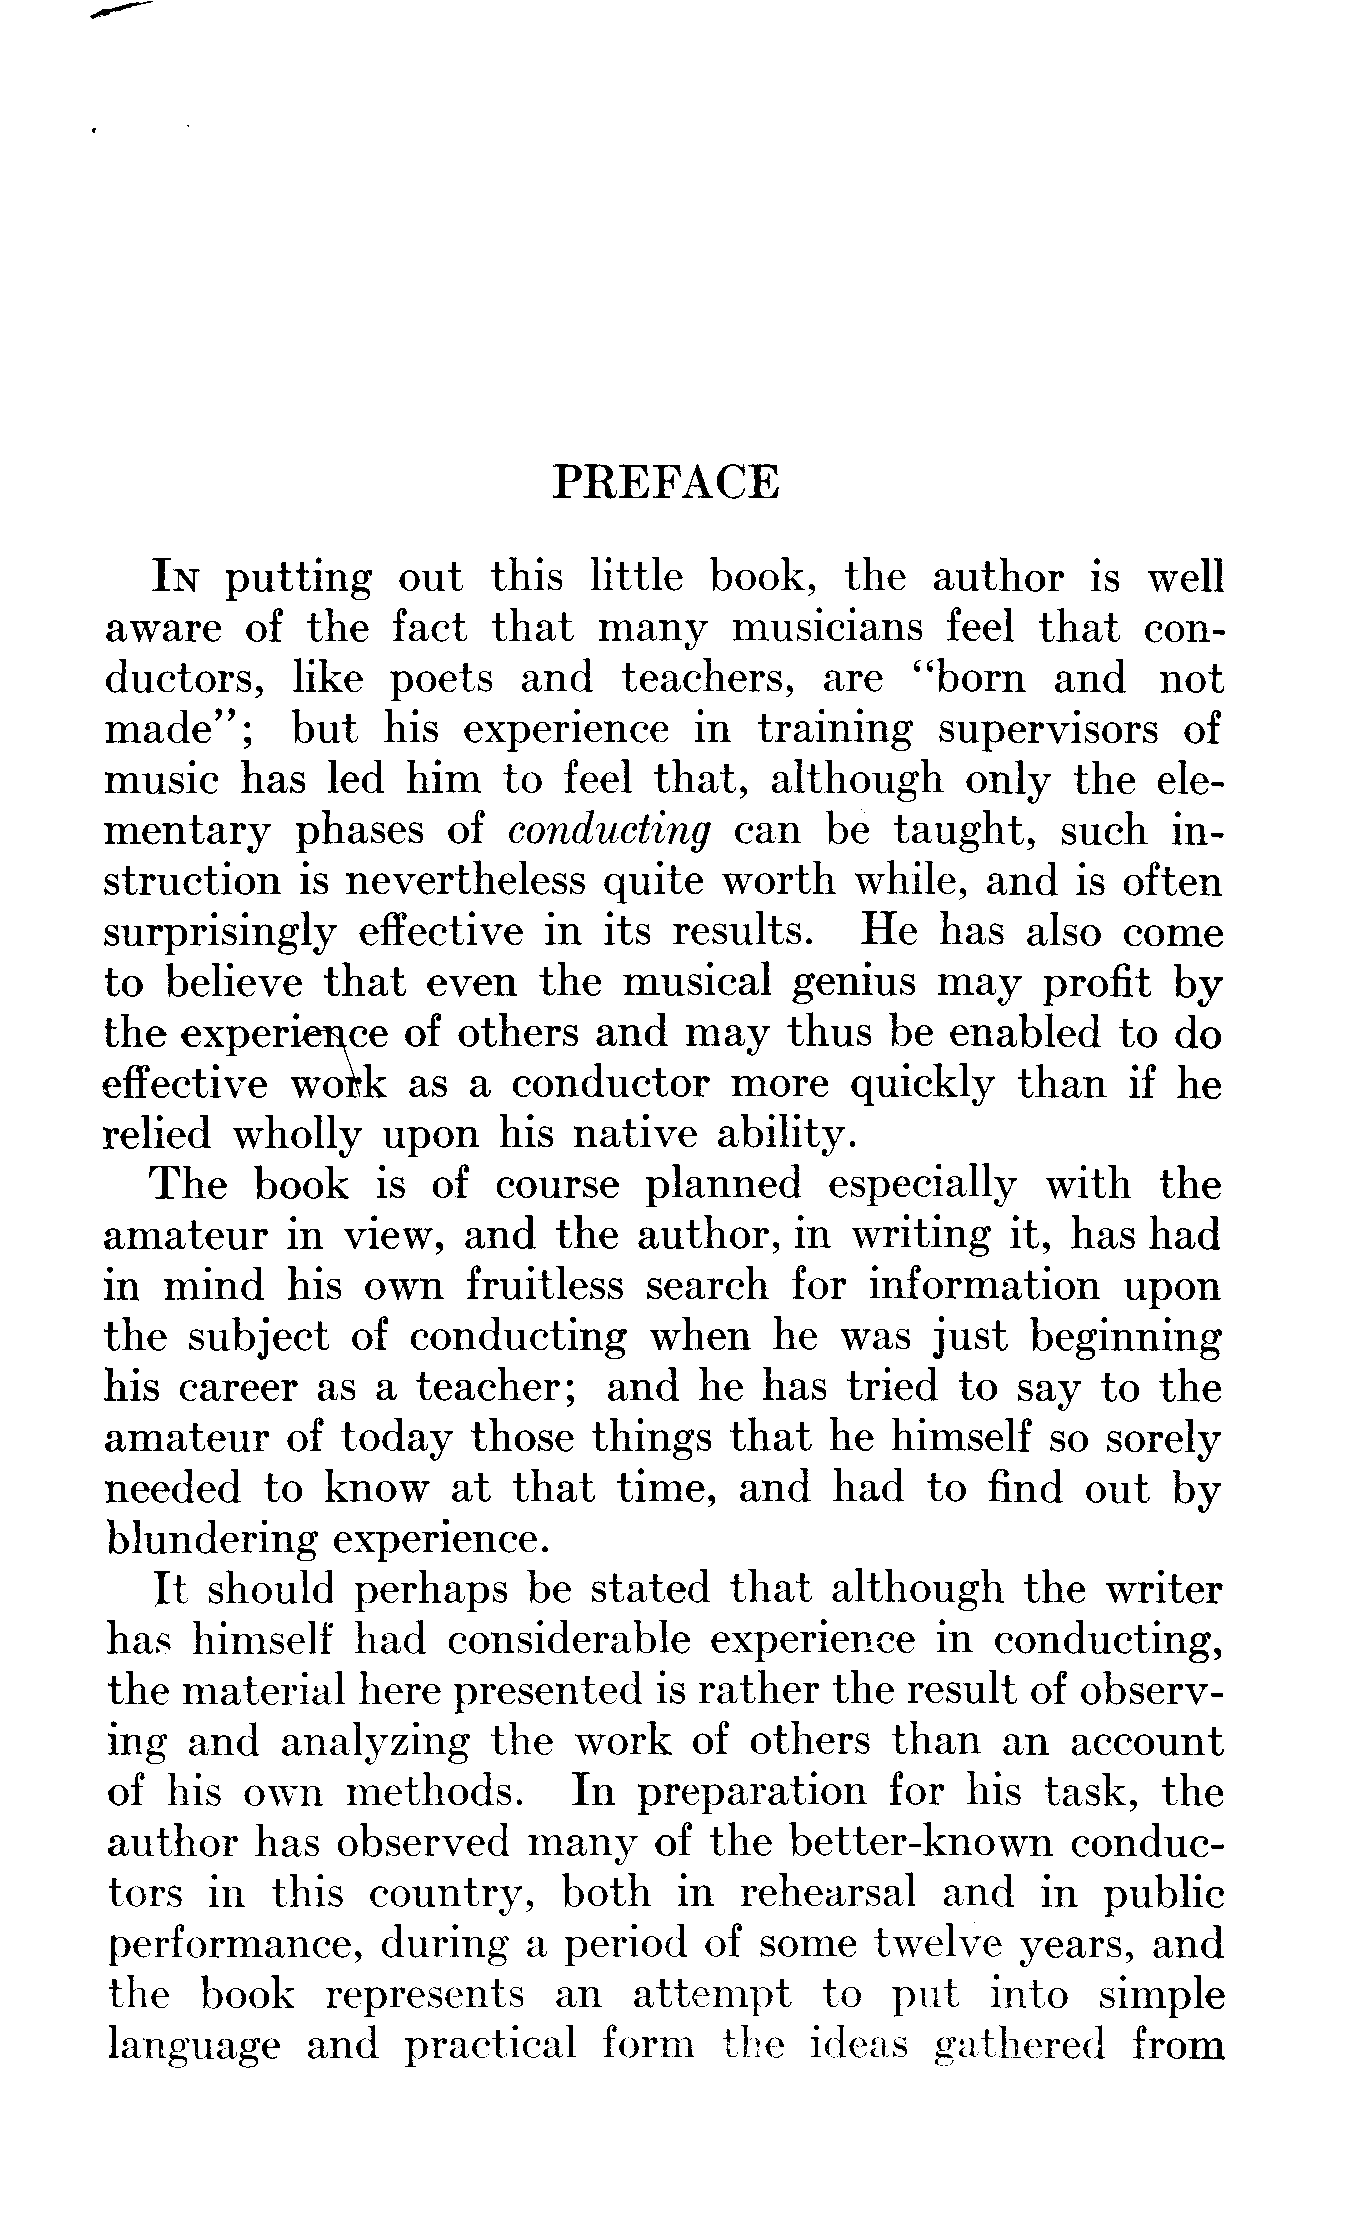 PREFACE
In putting out this little book, the author is well
aware of the fact that many musicians feel that con-
ductors, like poets and teachers, are “born and not
made”; but his experience in training supervisors of
music has led him to feel that, although only the ele-
mentary phases of conducting can be taught, such in-
struction is nevertheless quite worth while, and is often
surprisingly effective in its results. He has also come
to believe that even the musical genius may profit by
the experience of others and may thus be enabled to do
effective work as a conductor more quickly than if he
relied wholly upon his native ability.
The book is of course planned especially with the
amateur in view, and the author, in writing it, has had
in mind his own fruitless search for information upon
the subject of conducting when he was just beginning
his career as a teacher; and he has tried to say to the
amateur of today those things that he himself so sorely
needed to know at that time, and had to find out by
blundering experience.
It should perhaps be stated that although the writer
has himself had considerable experience in conducting,
the material here presented is rather the result of observ-
ing and analyzing the work of others than an account
of his own methods. In preparation for his task, the
author has observed many of the better-known conduc-
tors in this country, both in rehearsal and in public
performance, during a period of some twelve years, and
the book represents an attempt to put into simple
language and practical form the ideas gathered from